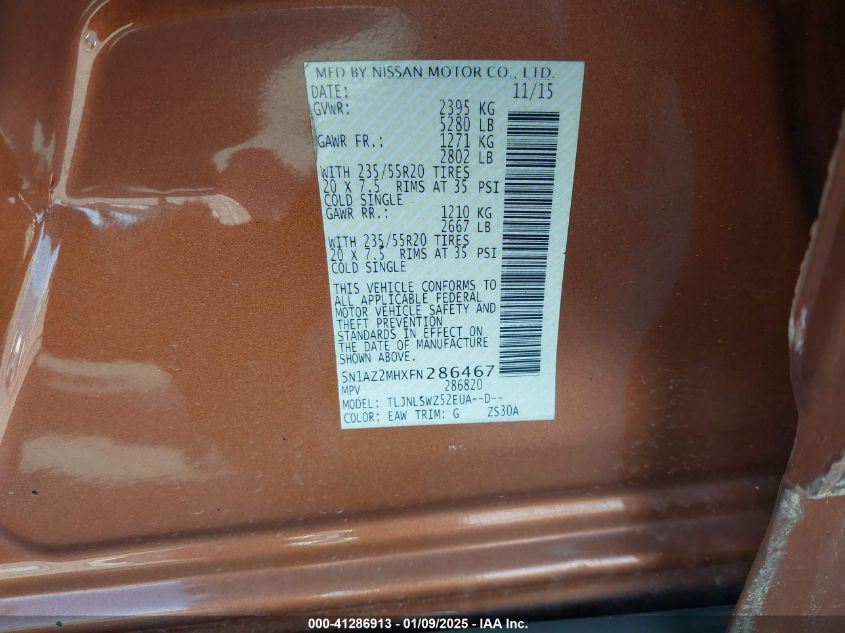 MFD BY NISSAN MOTOR CO., LTD.
DATE: 11/15
GVWR: 2395 KG
5280 LB
GAWR FR.: 1271 KG
2802 LB
WITH 235/55R20 TIRES
20 X 7.5 RIMS AT 35 PSI
COLD SINGLE
GAWR RR.: 1210 KG
2667 LB
WITH 235/55R20 TIRES
20 X 7.5 RIMS AT 35 PSI
COLD SINGLE
THIS VEHICLE CONFORMS TO
ALL APPLICABLE FEDERAL
MOTOR VEHICLE SAFETY AND
THEFT PREVENTION
STANDARDS IN EFFECT ON
THE DATE OF MANUFACTURE
SHOWN ABOVE.
5N1AZ2MHXFN286467
MPV 286820
MODEL: TLJNLSWZ52EUA--D--
COLOR: EAW TRIM: G ZS30A
000-41286913 - 01/09/2025 - IAA Inc.